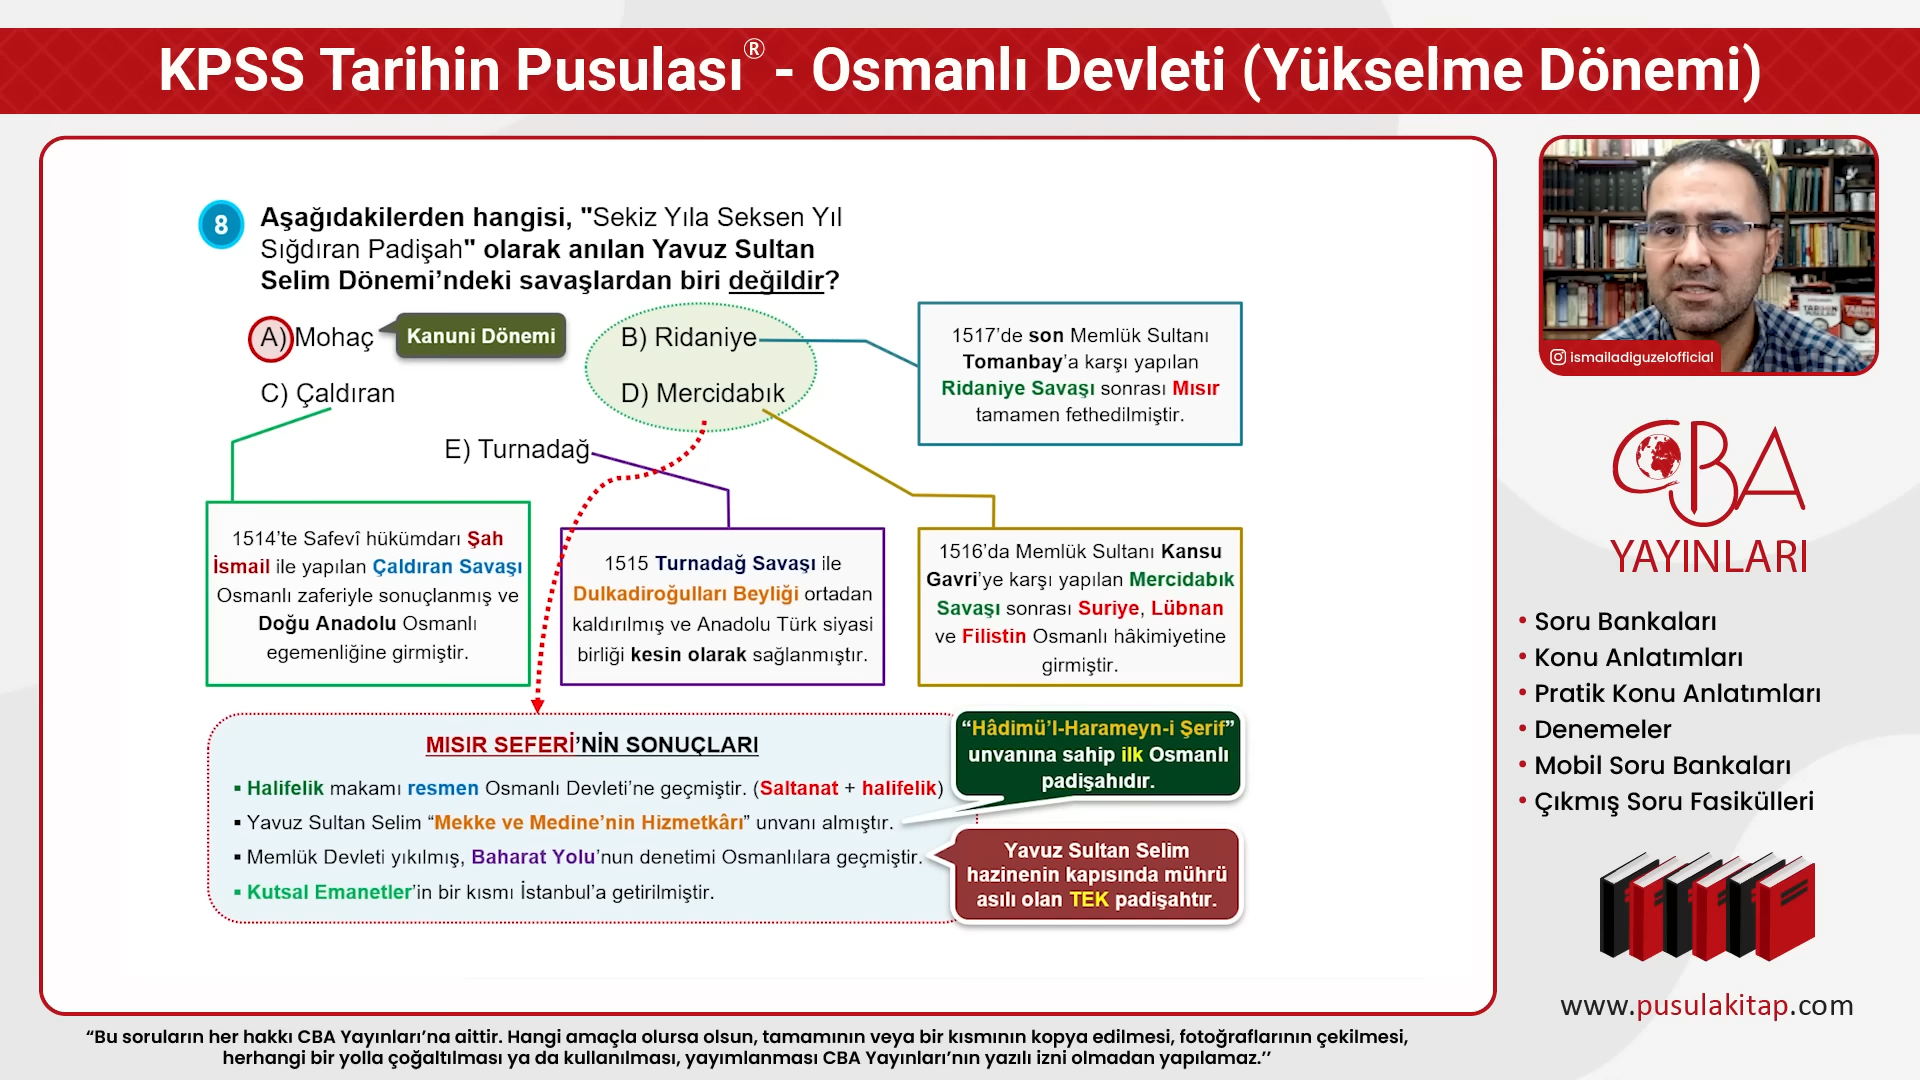 KPSS Tarihin Pusulası® - Osmanlı Devleti (Yükselme Dönemi)
8
Aşağıdakilerden hangisi, "Sekiz Yıla Seksen Yıl
Sığdıran Padişah" olarak anılan Yavuz Sultan
Selim Dönemi’ndeki savaşlardan biri değildir?
A) Mohaç
Kanuni Dönemi
B) Ridaniye
C) Çaldıran
D) Mercidabık
E) Turnadağ
1517’de son Memlük Sultanı
Tomanbay’a karşı yapılan
Ridaniye Savaşı sonrası Mısır
tamamen fethedilmiştir.
1514’te Safevî hükümdarı Şah
İsmail ile yapılan Çaldıran Savaşı
Osmanlı zaferiyle sonuçlanmış ve
Doğu Anadolu Osmanlı
egemenliğine girmiştir.
1515 Turnadağ Savaşı ile
Dulkadiroğulları Beyliği ortadan
kaldırılmış ve Anadolu Türk siyasi
birliği kesin olarak sağlanmıştır.
1516’da Memlük Sultanı Kansu
Gavri’ye karşı yapılan Mercidabık
Savaşı sonrası Suriye, Lübnan
ve Filistin Osmanlı hâkimiyetine
girmiştir.
MISIR SEFERİ’NİN SONUÇLARI
▪ Halifelik makamı resmen Osmanlı Devleti’ne geçmiştir. (Saltanat + halifelik)
▪ Yavuz Sultan Selim “Mekke ve Medine’nin Hizmetkârı” unvanı almıştır.
▪ Memlük Devleti yıkılmış, Baharat Yolu’nun denetimi Osmanlılara geçmiştir.
▪ Kutsal Emanetler’in bir kısmı İstanbul’a getirilmiştir.
“Hâdimü’l-Harameyn-i Şerif”
unvanına sahip ilk Osmanlı
padişahıdır.
Yavuz Sultan Selim
hazinenin kapısında mührü
asılı olan TEK padişahtır.
ismailadiguzelofficial
CBA
YAYINLARI
• Soru Bankaları
• Konu Anlatımları
• Pratik Konu Anlatımları
• Denemeler
• Mobil Soru Bankaları
• Çıkmış Soru Fasikülleri
www.pusulakitap.com
“Bu soruların her hakkı CBA Yayınları’na aittir. Hangi amaçla olursa olsun, tamamının veya bir kısmının kopya edilmesi, fotoğraflarının çekilmesi,
herhangi bir yolla çoğaltılması ya da kullanılması, yayımlanması CBA Yayınları’nın yazılı izni olmadan yapılamaz.’’